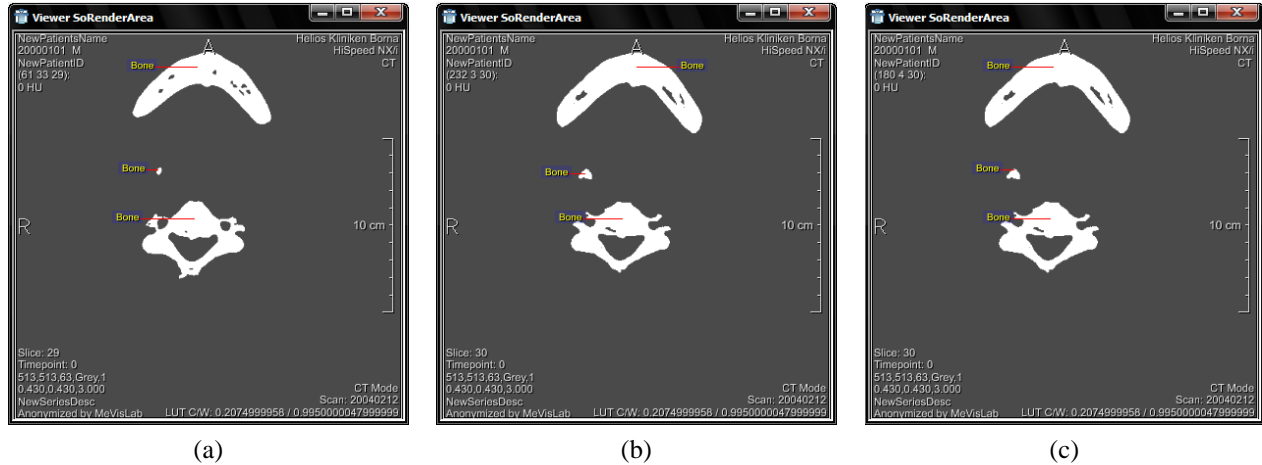 Viewer SoRenderArea
NewPatientsName
20000101 M
NewPatientID
(61 33 29):
0 HU
A
Helios Kliniken Borna
HiSpeed NX/i
CT
Bone
Bone
Bone
R
10 cm
Slice: 29
Timepoint: 0
513,513,63,Grey,1
0.430,0.430,3.000
NewSeriesDesc
Anonymized by MeVisLab
CT Mode
Scan: 20040212
LUT C/W: 0.2074999958 / 0.9950000047999999
(a)
Viewer SoRenderArea
NewPatientsName
20000101 M
NewPatientID
(232 3 30):
0 HU
A
Helios Kliniken Borna
HiSpeed NX/i
CT
Bone
Bone
Bone
R
10 cm
Slice: 30
Timepoint: 0
513,513,63,Grey,1
0.430,0.430,3.000
NewSeriesDesc
Anonymized by MeVisLab
CT Mode
Scan: 20040212
LUT C/W: 0.2074999958 / 0.9950000047999999
(b)
Viewer SoRenderArea
NewPatientsName
20000101 M
NewPatientID
(180 4 30):
0 HU
A
Helios Kliniken Borna
HiSpeed NX/i
CT
Bone
Bone
Bone
R
10 cm
Slice: 30
Timepoint: 0
513,513,63,Grey,1
0.430,0.430,3.000
NewSeriesDesc
Anonymized by MeVisLab
CT Mode
Scan: 20040212
LUT C/W: 0.2074999958 / 0.9950000047999999
(c)